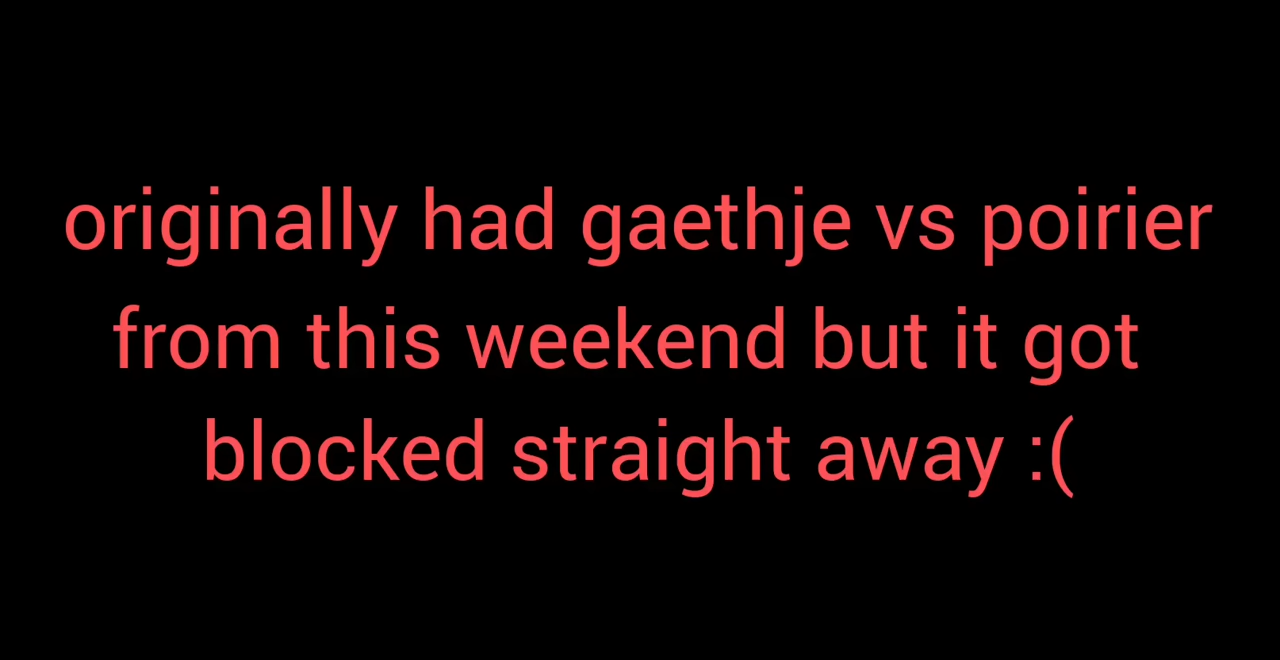 originally had gaethje vs poirier
from this weekend but it got
blocked straight away :(